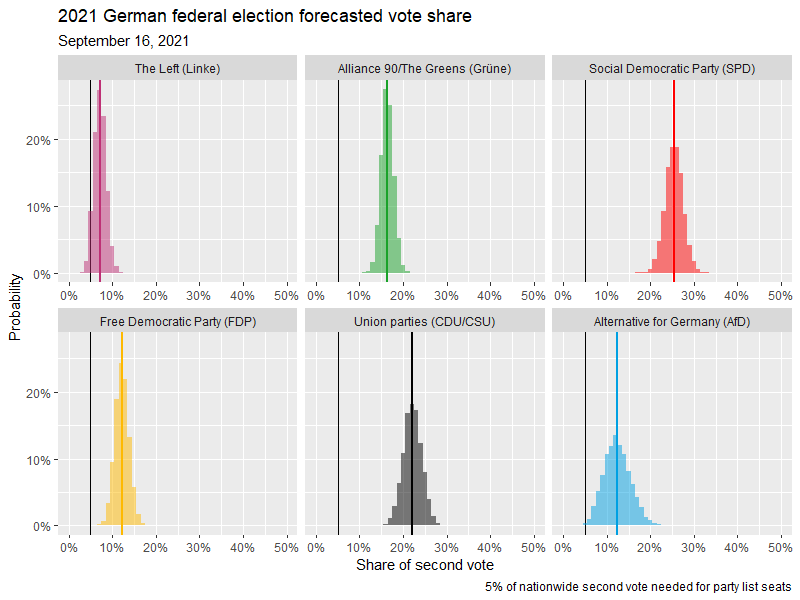 2021 German federal election forecasted vote share
September 16, 2021
The Left (Linke)
Alliance 90/The Greens (Grüne)
Social Democratic Party (SPD)
20%
10%
0%
0% 10% 20% 30% 40% 50%
0% 10% 20% 30% 40% 50%
0% 10% 20% 30% 40% 50%
Probability
Free Democratic Party (FDP)
Union parties (CDU/CSU)
Alternative for Germany (AfD)
20%
10%
0%
0% 10% 20% 30% 40% 50%
0% 10% 20% 30% 40% 50%
0% 10% 20% 30% 40% 50%
Share of second vote
5% of nationwide second vote needed for party list seats